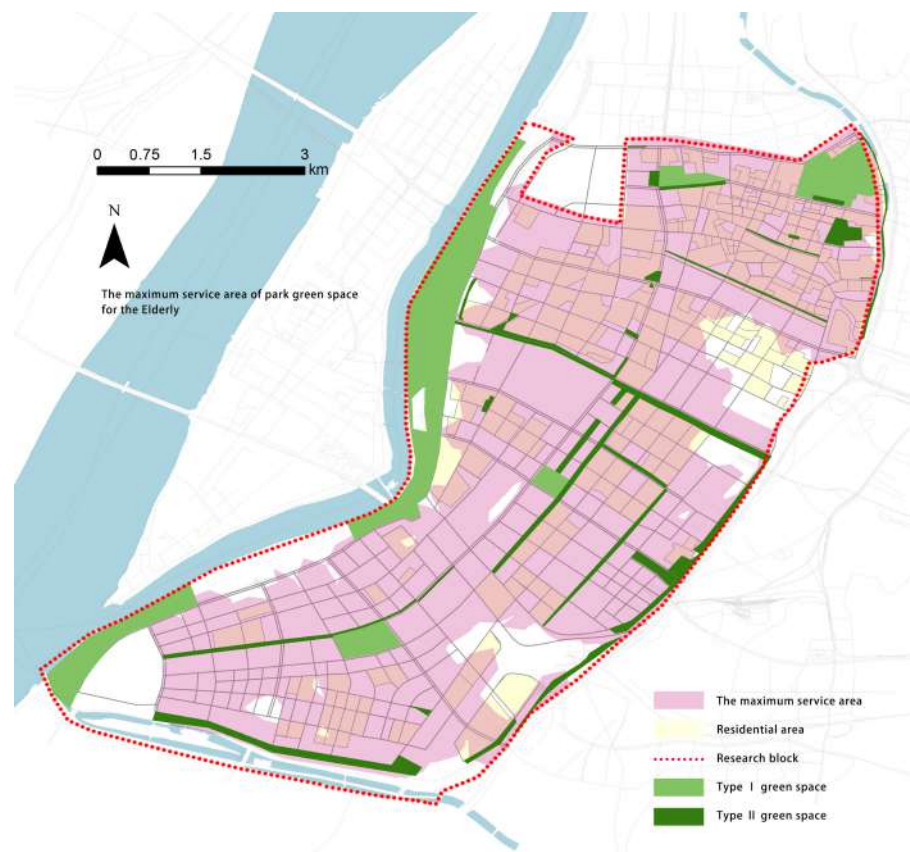 0 0.75 1.5 3
km
N
The maximum service area of park green space
for the Elderly
The maximum service area
Residential area
Research block
Type I green space
Type II green space